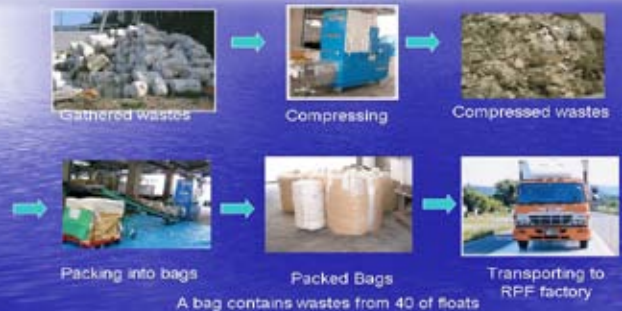 Gathered wastes
Compressing
Compressed wastes
Packing into bags
Packed Bags
Transporting to
RPF factory
A bag contains wastes from 40 of floats